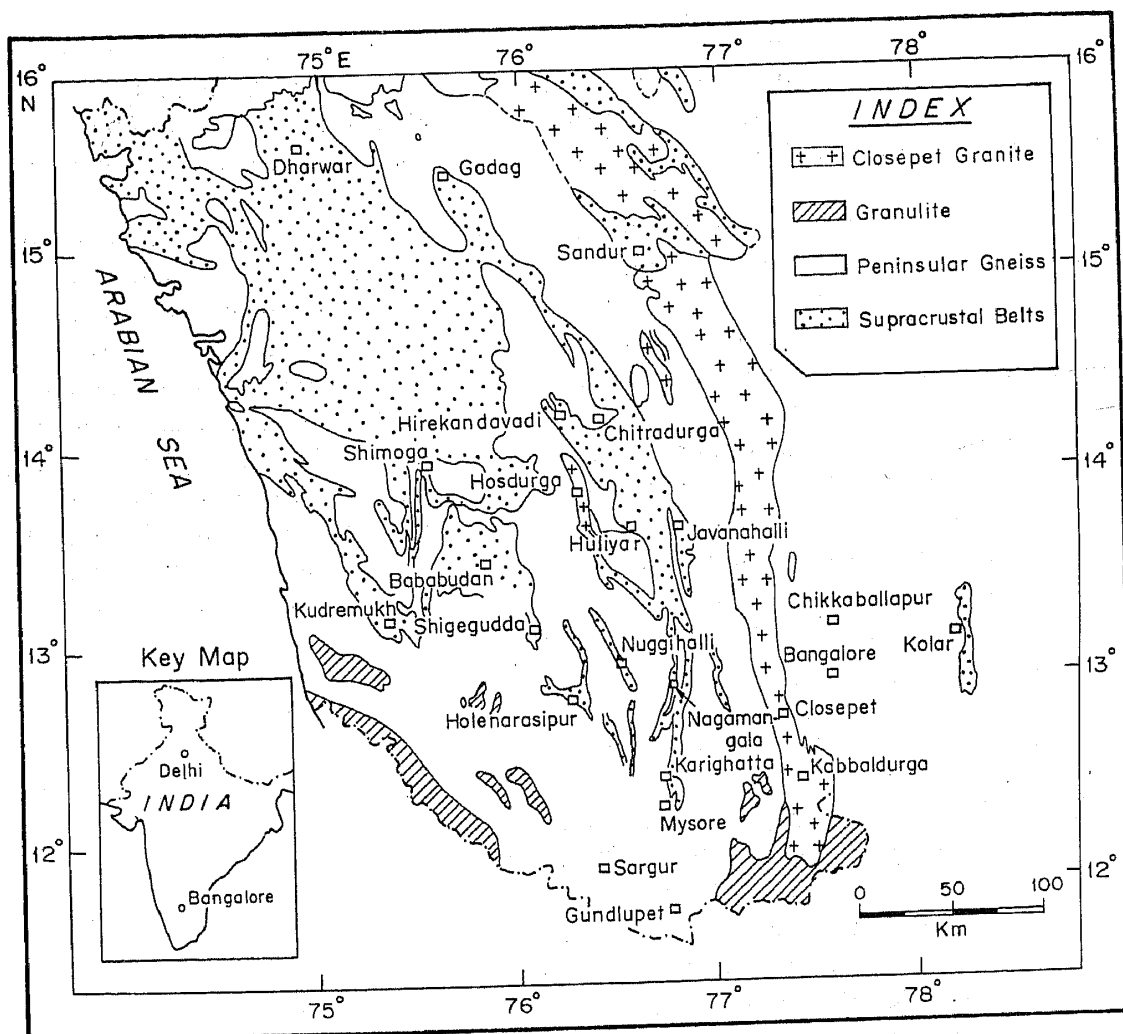 75° E
76°
77°
78°
16°
N
16°
INDEX
Closepet Granite
Granulite
Peninsular Gneiss
Supracrustal Belts
Dharwar
Gadag
Sandur
15°
15°
ARABIAN
SEA
Hirekandavadi
Chitradurga
Shimoga
14°
14°
Hosdurga
Huliyar
Javanahalli
Bababudan
Kudremukh
Shigegudda
Chikkaballapur
Kolar
Nuggihalli
Bangalore
13°
13°
Key Map
Holenarasipur
Nagaman
gala
Closepet
Karighatta
Kabbaldurga
Mysore
Delhi
INDIA
Bangalore
12°
12°
Sargur
Gundlupet
0 50 100
Km
75°
76°
77°
78°